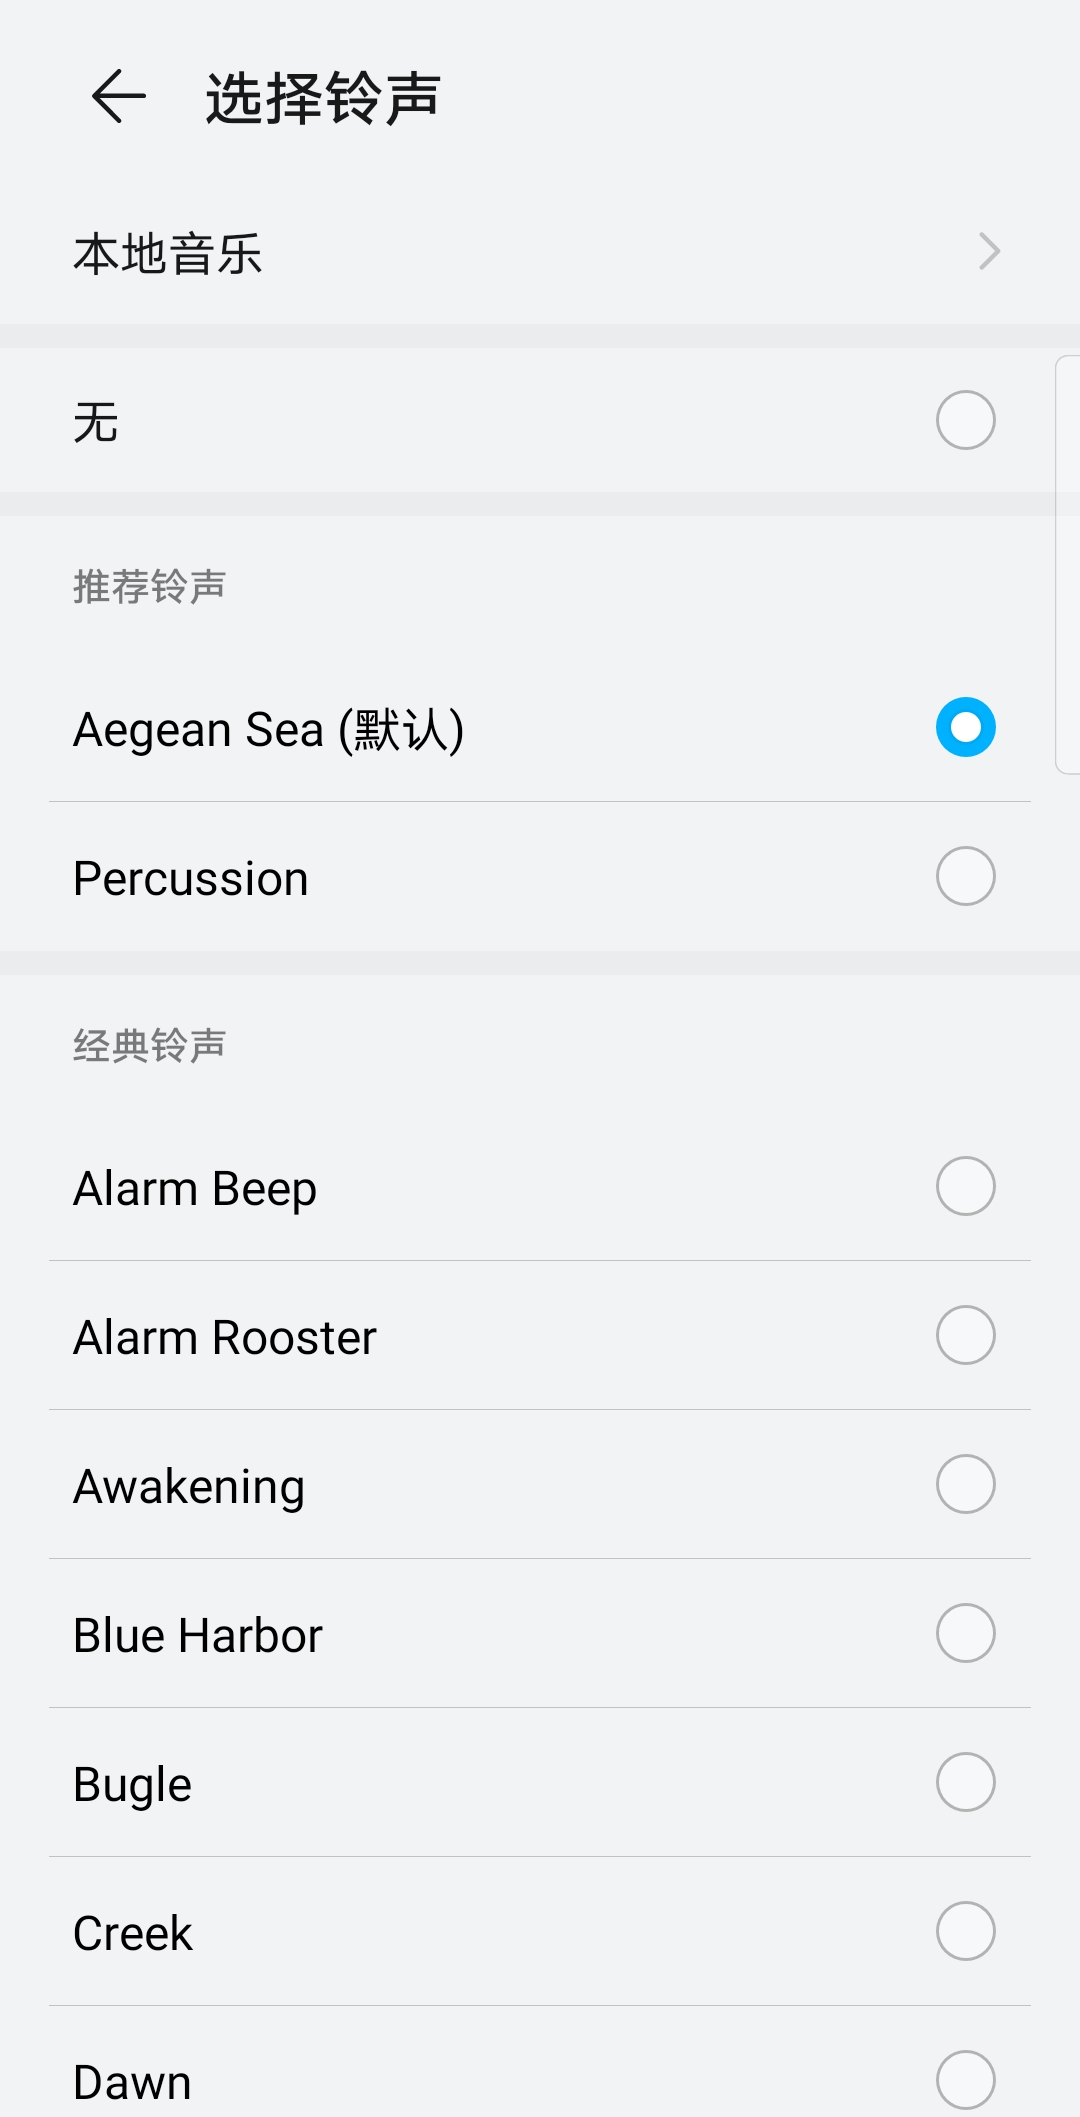 选择铃声
本地音乐
无
推荐铃声
Aegean Sea (默认)
Percussion
经典铃声
Alarm Beep
Alarm Rooster
Awakening
Blue Harbor
Bugle
Creek
Dawn